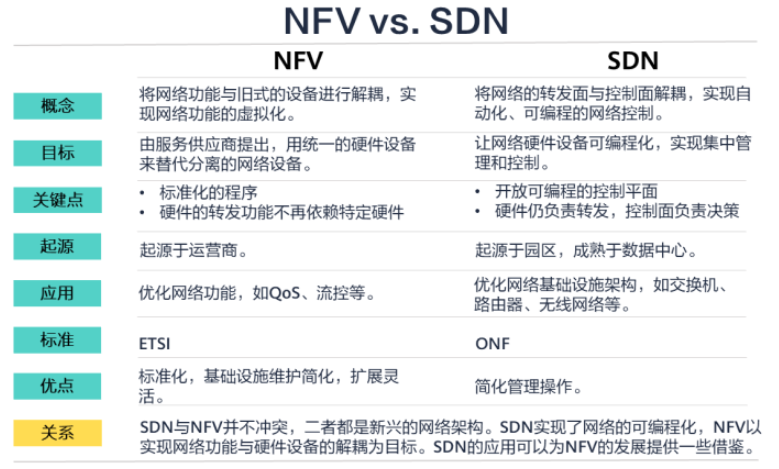 NFV vs. SDN
NFV
SDN
概念
将网络功能与旧式的设备进行解耦，实
现网络功能的虚拟化。
将网络的转发面与控制面解耦，实现自
动化、可编程的网络控制。
目标
由服务供应商提出，用统一的硬件设备
来替代分离的网络设备。
让网络硬件设备可编程化，实现集中管
理和控制。
关键点
• 标准化的程序
• 硬件的转发功能不再依赖特定硬件
• 开放可编程的控制平面
• 硬件仍负责转发，控制面负责决策
起源
起源于运营商。
起源于园区，成熟于数据中心。
应用
优化网络功能，如QoS、流控等。
优化网络基础设施架构，如交换机、
路由器、无线网络等。
标准
ETSI
ONF
优点
标准化，基础设施维护简化，扩展灵
活。
简化管理操作。
关系
SDN与NFV并不冲突，二者都是新兴的网络架构。SDN实现了网络的可编程化，NFV以
实现网络功能与硬件设备的解耦为目标。SDN的应用可以为NFV的发展提供一些借鉴。